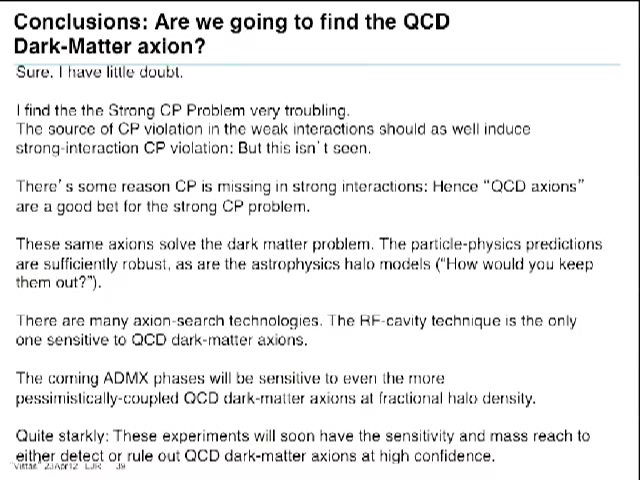 Conclusions: Are we going to find the QCD
Dark-Matter axion?
Sure. I have little doubt.
I find the the Strong CP Problem very troubling.
The source of CP violation in the weak interactions should as well induce
strong-interaction CP violation: But this isn't seen.
There's some reason CP is missing in strong interactions: Hence “QCD axions”
are a good bet for the strong CP problem.
These same axions solve the dark matter problem. The particle-physics predictions
are sufficiently robust, as are the astrophysics halo models (“How would you keep
them out?”).
There are many axion-search technologies. The RF-cavity technique is the only
one sensitive to QCD dark-matter axions.
The coming ADMX phases will be sensitive to even the more
pessimistically-coupled QCD dark-matter axions at fractional halo density.
Quite starkly: These experiments will soon have the sensitivity and mass reach to
either detect or rule out QCD dark-matter axions at high confidence.
23Apr12 LJR 39